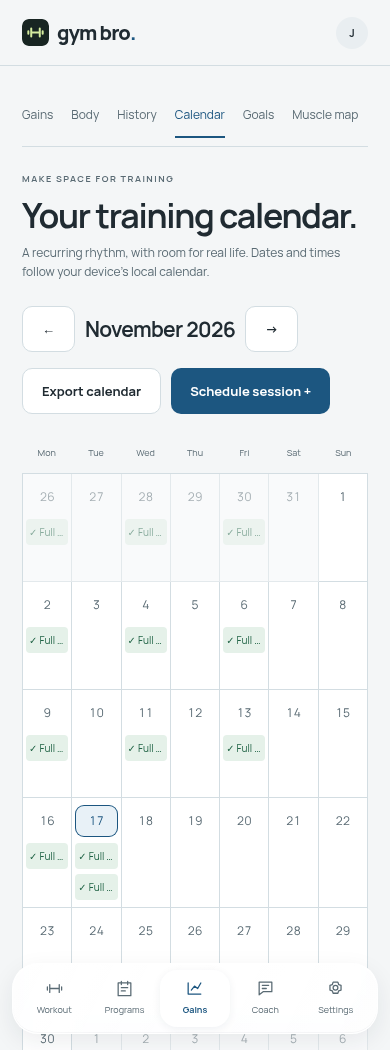 gym bro.
J
Gains Body History Calendar Goals Muscle map
MAKE SPACE FOR TRAINING
Your training calendar.
A recurring rhythm, with room for real life. Dates and times
follow your device's local calendar.
← November 2026 →
Export calendar Schedule session +
Mon Tue Wed Thu Fri Sat Sun
26 27 28 29 30 31 1
✓ Full ... ✓ Full ... ✓ Full ...
2 3 4 5 6 7 8
✓ Full ... ✓ Full ... ✓ Full ...
9 10 11 12 13 14 15
✓ Full ... ✓ Full ... ✓ Full ...
16 17 18 19 20 21 22
✓ Full ... ✓ Full ...
✓ Full ...
23 24 25 26 27 28 29
Workout Programs Gains Coach Settings
30 1 2 3 4 5 6